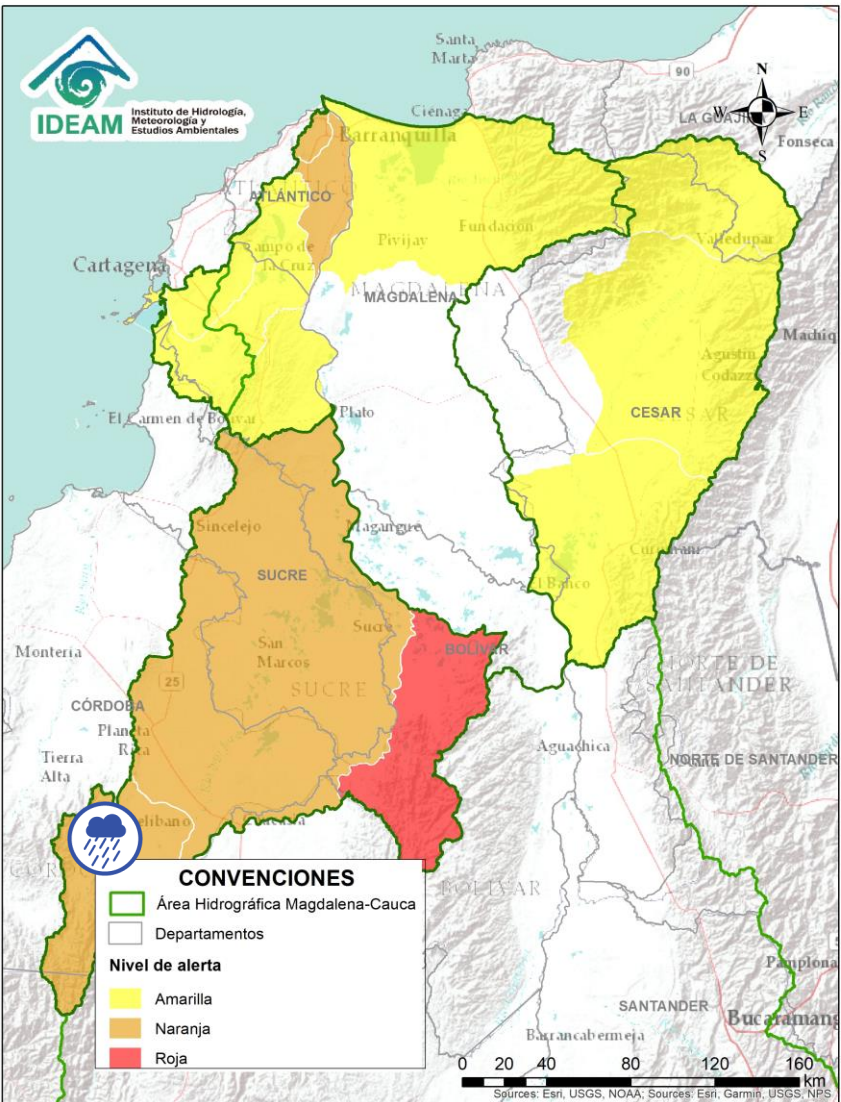 IDEAM
Instituto de Hidrología,
Meteorología y
Estudios Ambientales
Santa
Marta
90
N
W
E
S
Ciénaga
LA GUAJIRA
Fonseca
Barranquilla
ATLÁNTICO
Fundación
Pivijay
Valledupar
Campo de
la Cruz
Cartagena
MAGDALENA
MAGDALENA
Agustín
Codazzi
CESAR
CESAR
El Carmen de Bolívar
Plato
Sincelejo
Magangue
SUCRE
El Banco
Sucre
San
Marcos
BOLÍVAR
SUCRE
Montería
25
NORTE DE
SANTANDER
CÓRDOBA
Planeta
Rica
Tierra
Alta
Aguachica
NORTE DE SANTANDER
BOLÍVAR
CONVENCIONES
Área Hidrográfica Magdalena-Cauca
Departamentos
Nivel de alerta
Amarilla
Naranja
Roja
Pamplona
SANTANDER
Bucaramang
Barrancabermeja
0 20 40 80 120 160
km
Sources: Esri, USGS, NOAA; Sources: Esri, Garmin, USGS, NPS